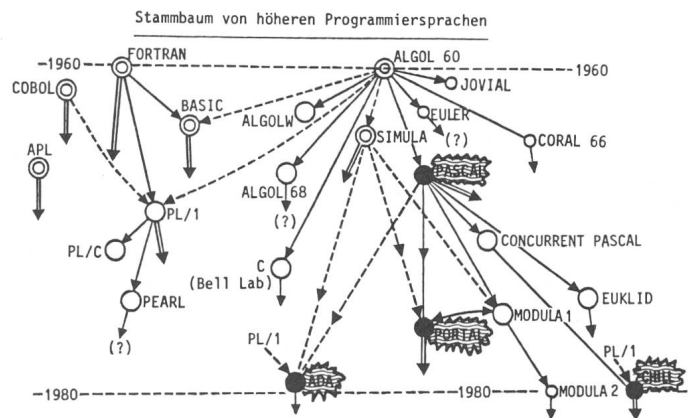 Stammbaum von höheren Programmiersprachen
FORTRAN
ALGOL 60
—1960
1960
COBOL
JOVIAL
BASIC
ALGOLW
EULER
(?)
SIMULA
CORAL 66
APL
PASCAL
ALGOL 68
(?)
PL/1
CONCURRENT PASCAL
PL/C
C
(Bell Lab)
PEARL
(?)
EUKLID
MODULA 1
PORTAL
PL/1
PL/1
ADA
CHILL
—1980
1980
MODULA 2